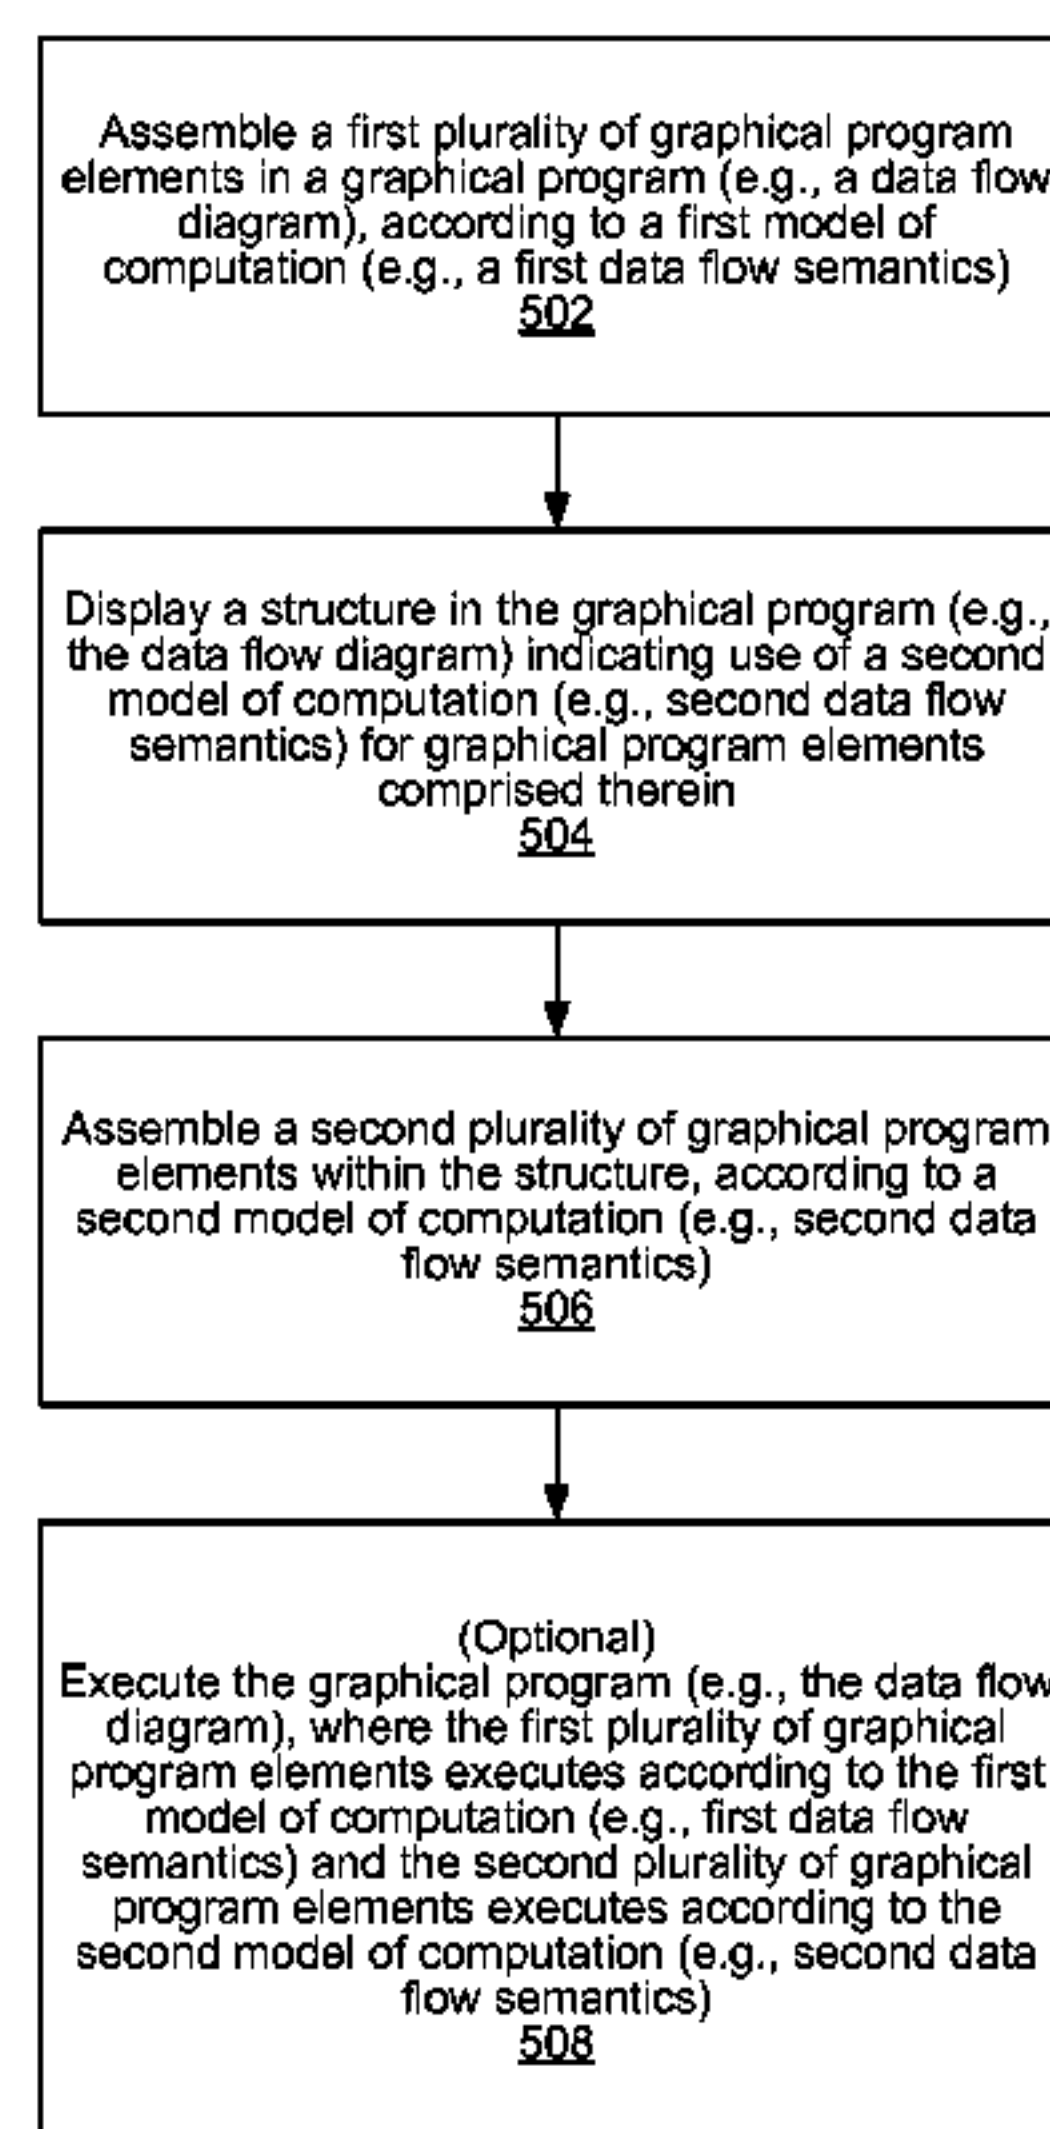 Assemble a first plurality of graphical program
elements in a graphical program (e.g., a data flow
diagram), according to a first model of
computation (e.g., a first data flow semantics)
502
Display a structure in the graphical program (e.g.,
the data flow diagram) indicating use of a second
model of computation (e.g., second data flow
semantics) for graphical program elements
comprised therein
504
Assemble a second plurality of graphical program
elements within the structure, according to a
second model of computation (e.g., second data
flow semantics)
506
(Optional)
Execute the graphical program (e.g., the data flow
diagram), where the first plurality of graphical
program elements executes according to the first
model of computation (e.g., first data flow
semantics) and the second plurality of graphical
program elements executes according to the
second model of computation (e.g., second data
flow semantics)
508